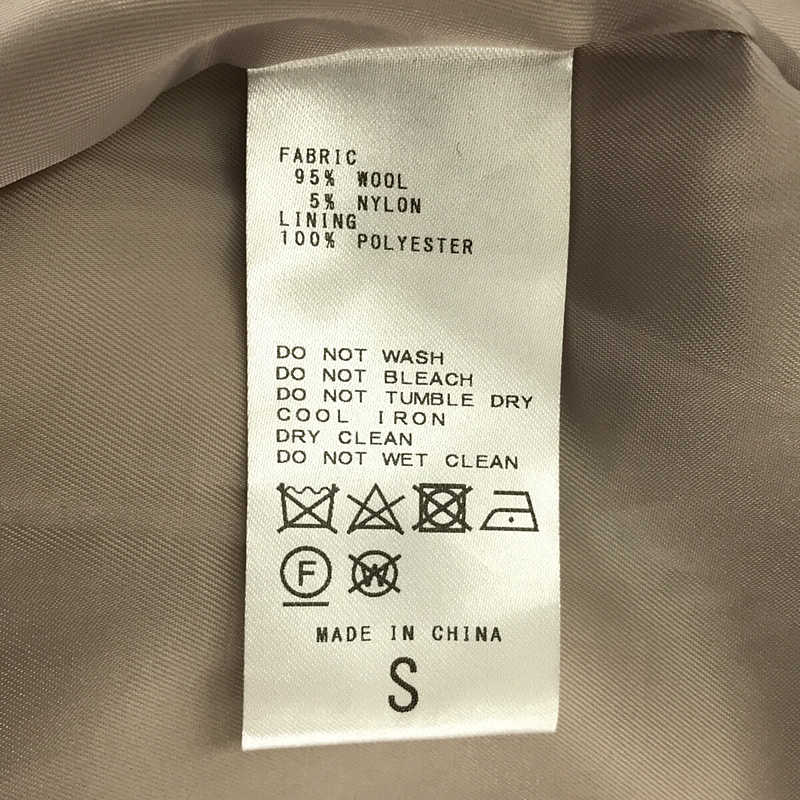 FABRIC
95% WOOL
5% NYLON
LINING
100% POLYESTER
DO NOT WASH
DO NOT BLEACH
DO NOT TUMBLE DRY
COOL IRON
DRY CLEAN
DO NOT WET CLEAN
F W
MADE IN CHINA
S